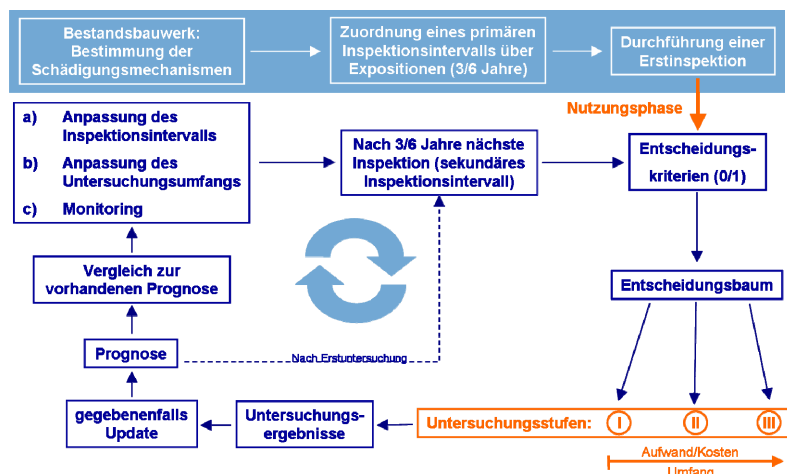 Bestandsbauwerk:
Bestimmung der
Schädigungsmechanismen
Zuordnung eines primären
Inspektionsintervalls über
Expositionen (3/6 Jahre)
Durchführung einer
Erstinspektion
Nutzungsphase
a) Anpassung des
Inspektionsintervalls
b) Anpassung des
Untersuchungsumfangs
c) Monitoring
Nach 3/6 Jahre nächste
Inspektion (sekundäres
Inspektionsintervall)
Entscheidungs-
kriterien (0/1)
Vergleich zur
vorhandenen Prognose
Entscheidungsbaum
Prognose
Nach Erstuntersuchung
gegebenenfalls
Update
Untersuchungs-
ergebnisse
Untersuchungsstufen: I II III
Aufwand/Kosten
Umfang